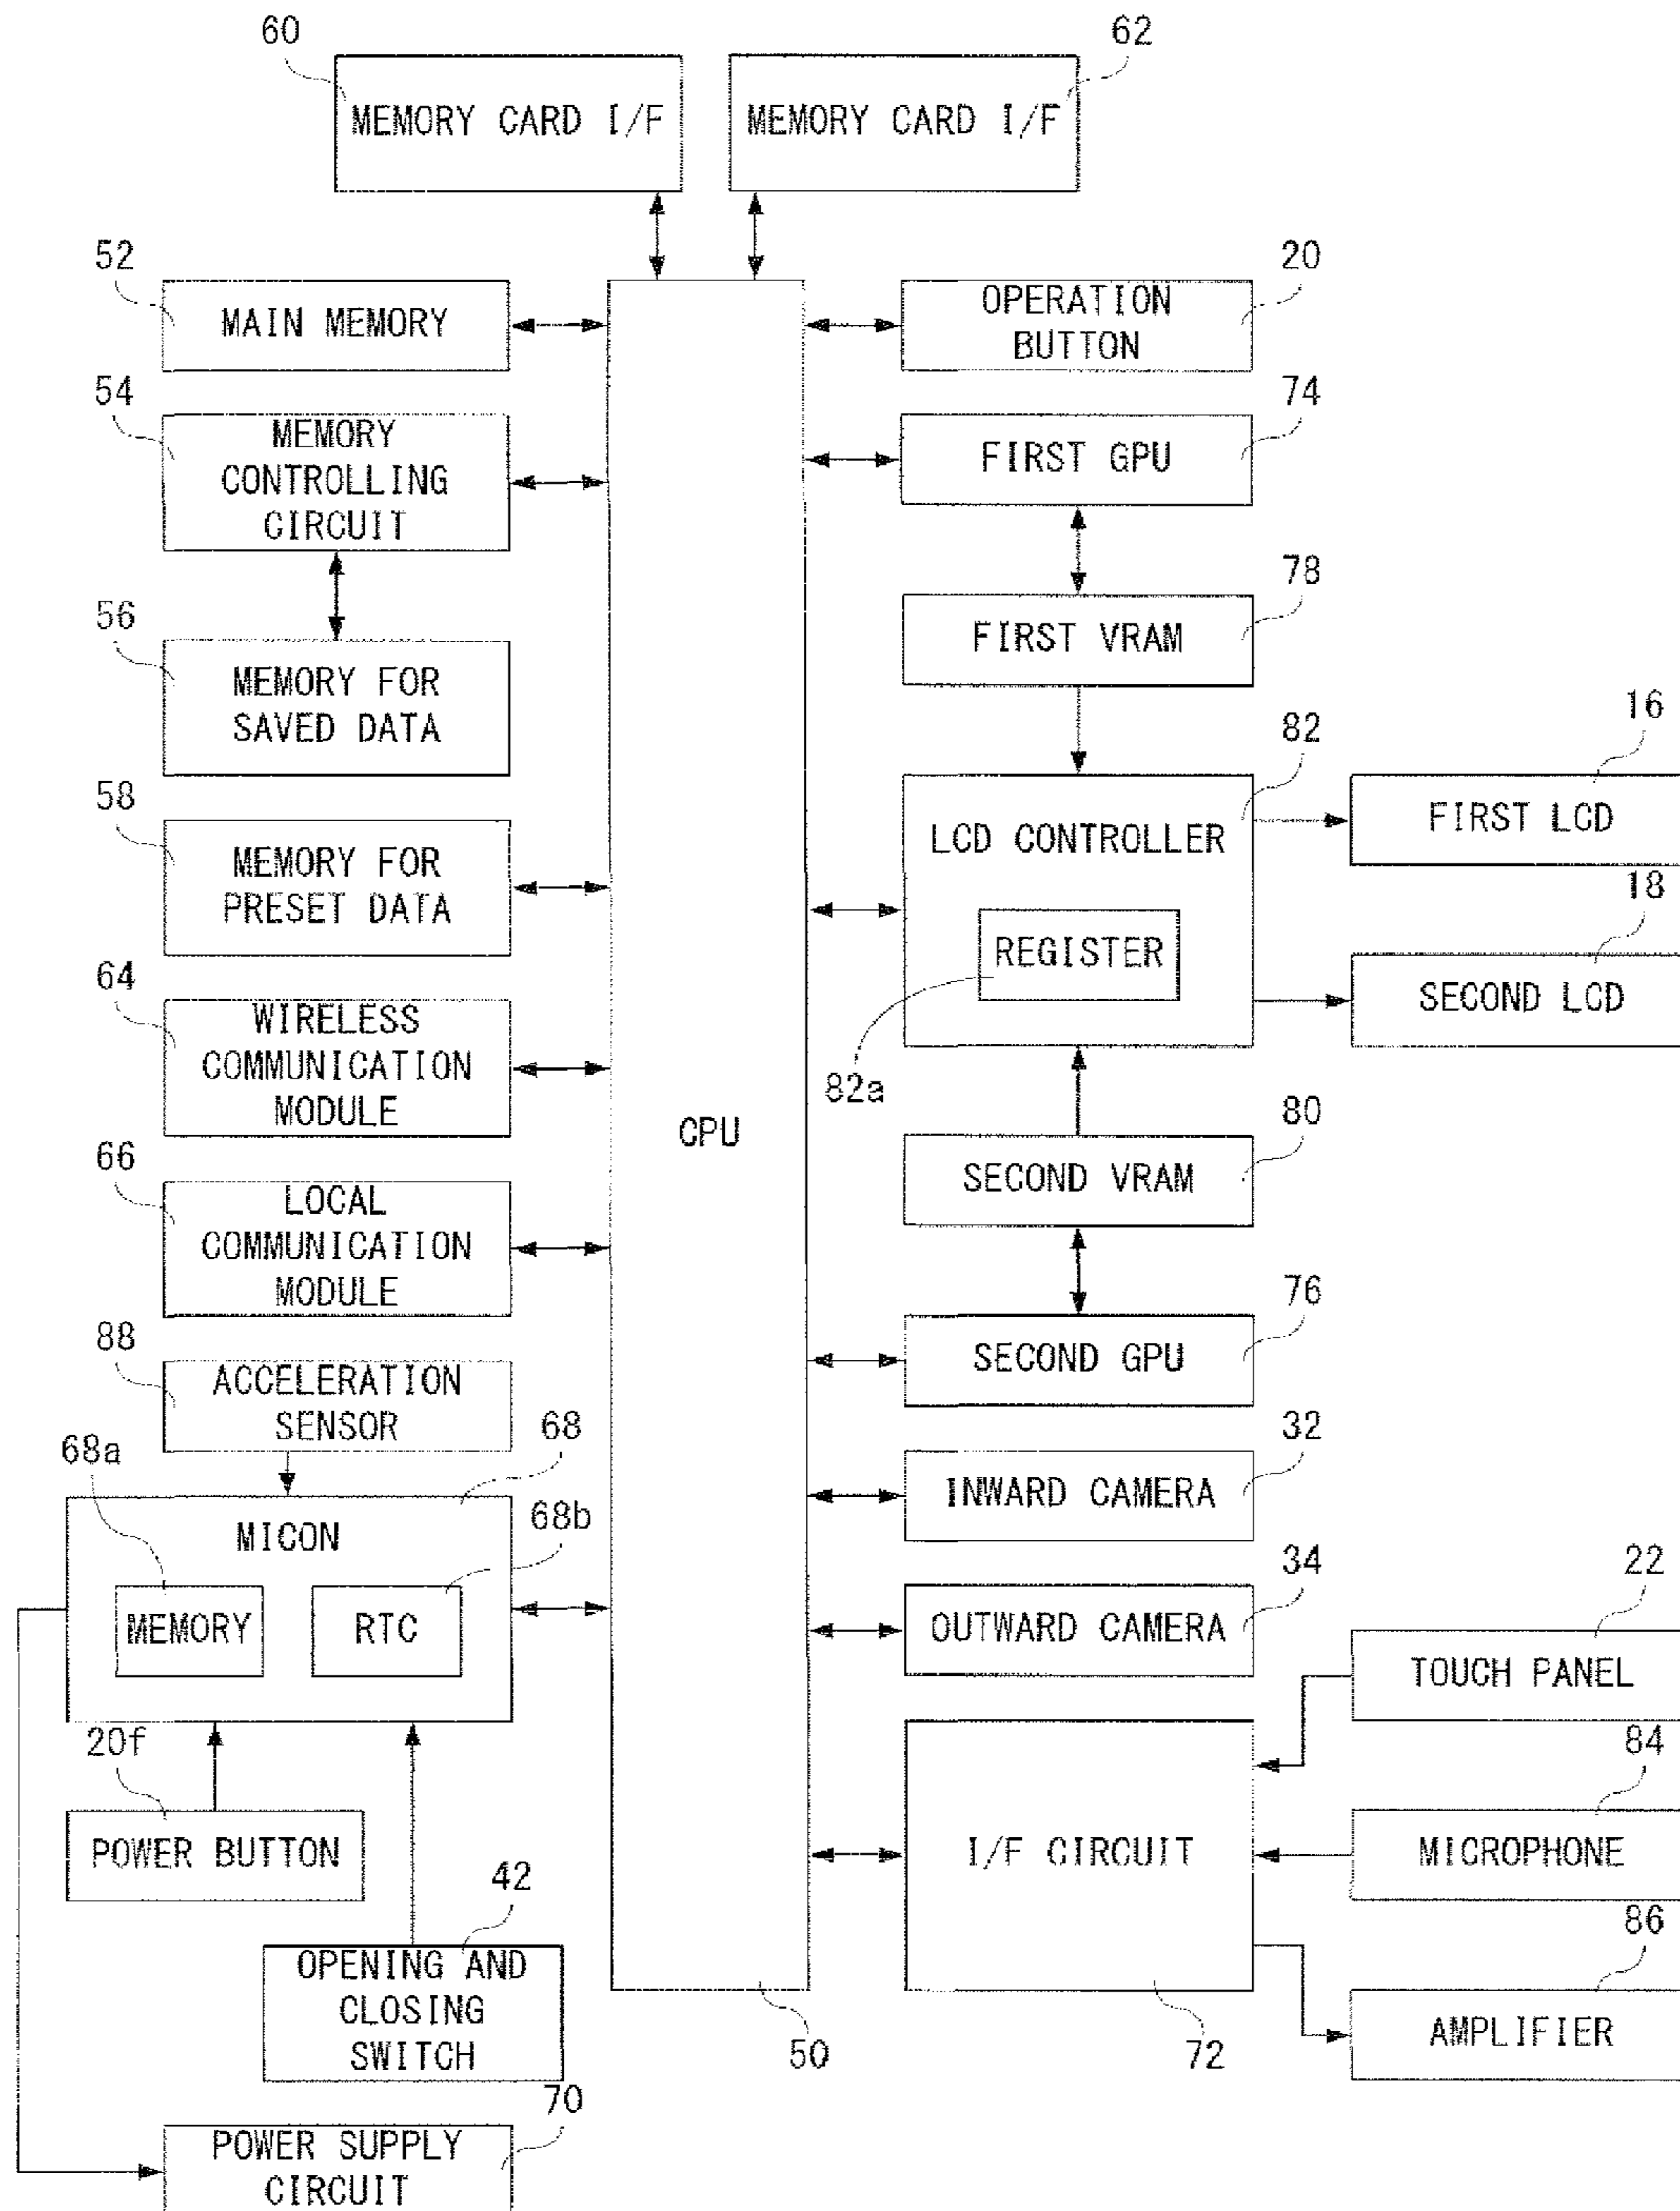 60
62
MEMORY CARD I/F
MEMORY CARD I/F
52
20
MAIN MEMORY
OPERATION
BUTTON
54
74
MEMORY
CONTROLLING
CIRCUIT
FIRST GPU
78
56
FIRST VRAM
MEMORY FOR
SAVED DATA
16
82
58
FIRST LCD
LCD CONTROLLER
MEMORY FOR
PRESET DATA
18
64
REGISTER
SECOND LCD
WIRELESS
COMMUNICATION
MODULE
82a
80
CPU
66
SECOND VRAM
LOCAL
COMMUNICATION
MODULE
76
88
SECOND GPU
ACCELERATION
SENSOR
68
32
68a
INWARD CAMERA
68b
MICON
34
22
MEMORY
RTC
OUTWARD CAMERA
TOUCH PANEL
20f
84
POWER BUTTON
I/F CIRCUIT
MICROPHONE
42
86
OPENING AND
CLOSING
SWITCH
AMPLIFIER
50
72
70
POWER SUPPLY
CIRCUIT